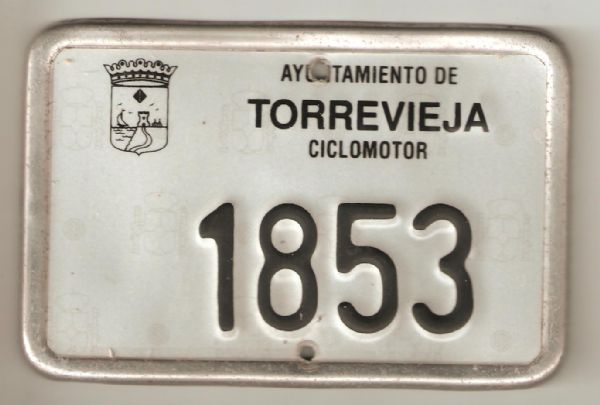 AYUNTAMIENTO DE
TORREVIEJA
CICLOMOTOR
1853